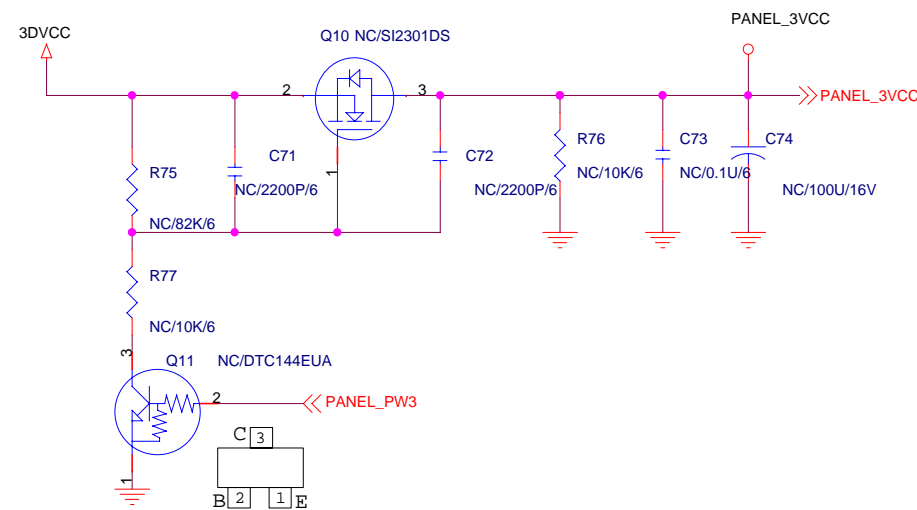 PANEL_3VCC
3DVCC
Q10 NC/SI2301DS
2
3
PANEL_3VCC
1
R75
C71
C72
R76
C73
C74
NC/2200P/6
NC/2200P/6
NC/10K/6
NC/0.1U/6
NC/100U/16V
NC/82K/6
R77
NC/10K/6
3
Q11
NC/DTC144EUA
2
PANEL_PW3
1
C 3
B 2
1 E